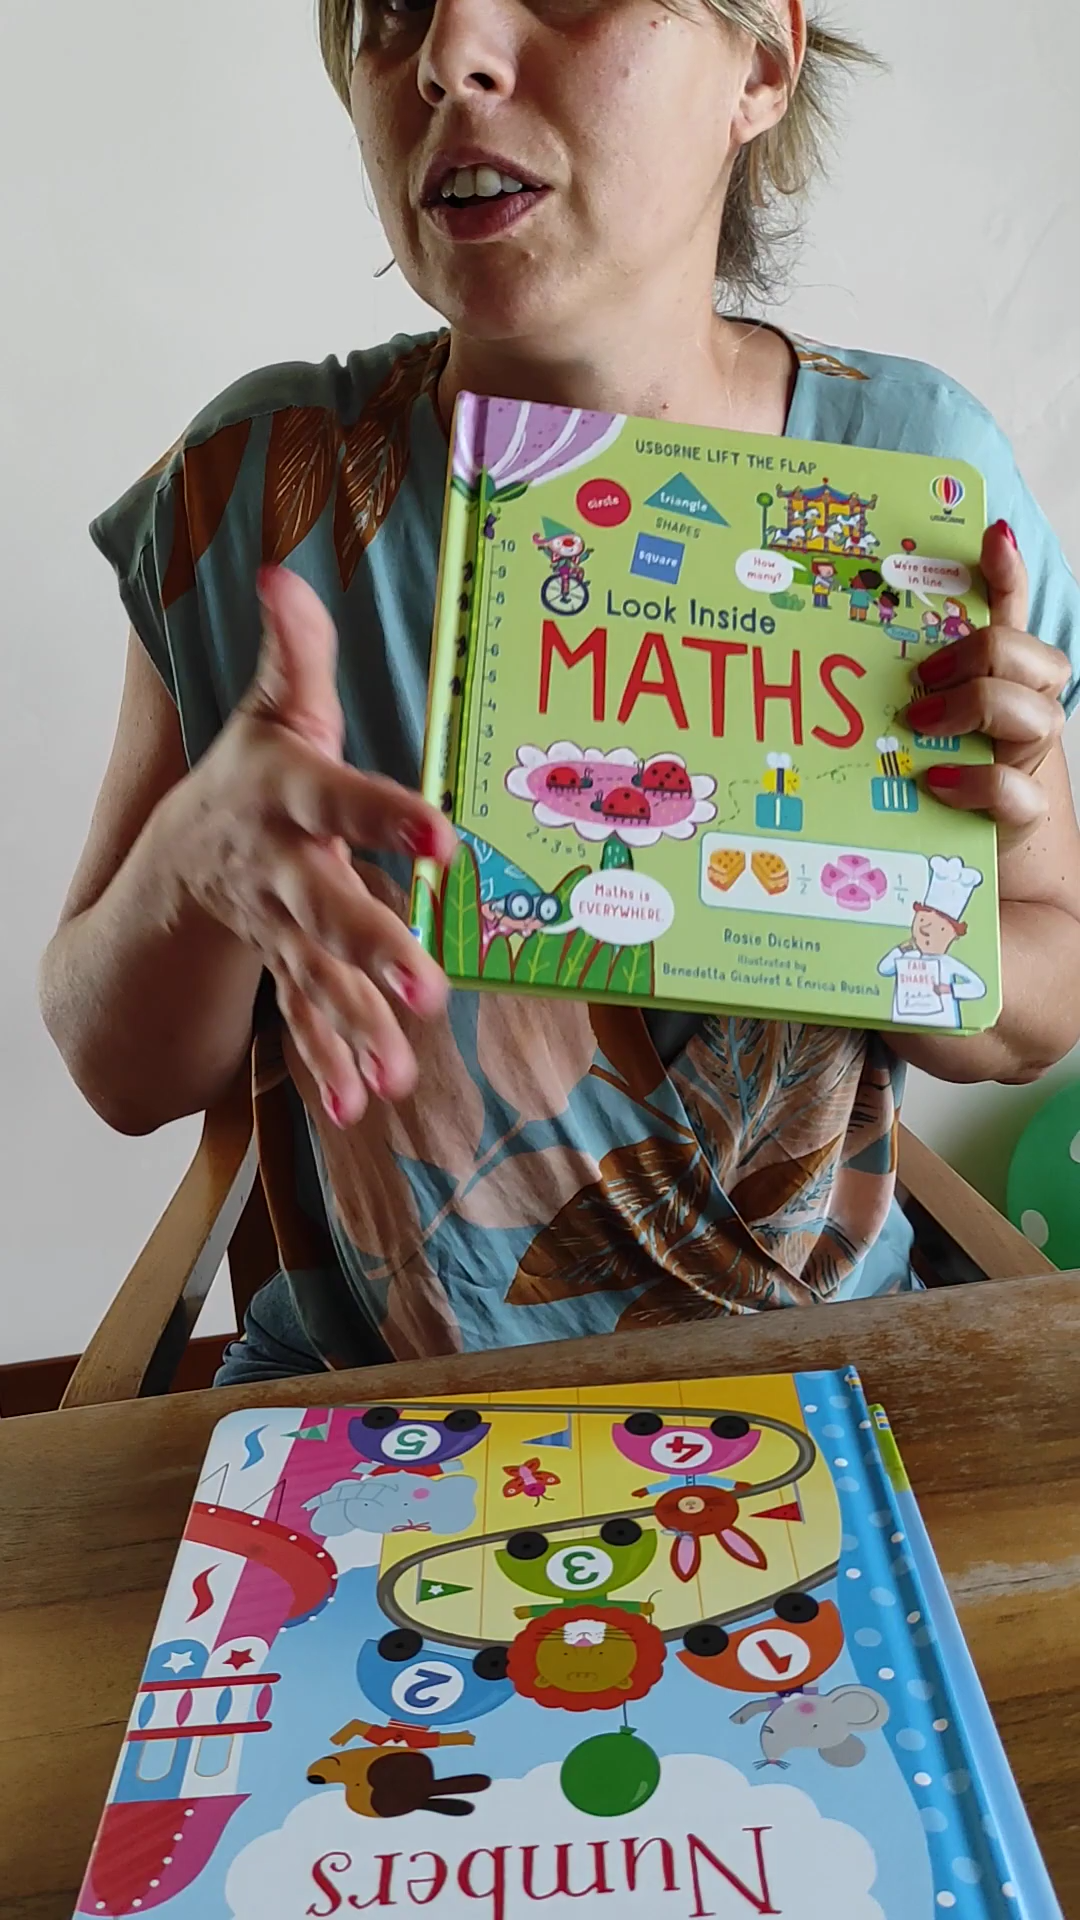 USBORNE LIFT THE FLAP
USBORNE
circle
triangle
SHAPES
square
How
many?
We're second
in line.
10
9
8
7
6
5
4
3
2
1
0
Look Inside
MATHS
2+3=5
Maths is
EVERYWHERE.
1/2
1/4
Rosie Dickins
Illustrated by
Benedetta Giaufret & Enrica Rusinà
FAIR
SHARES
5
4
3
2
1
Numbers